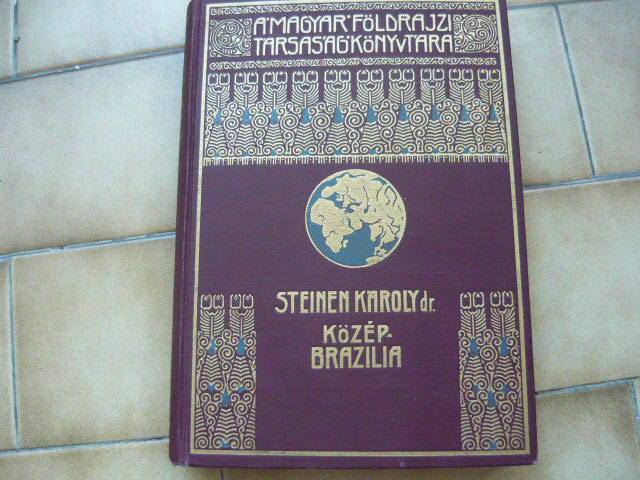 A MAGYAR FÖLDRAJZI
TÁRSASÁG KÖNYVTÁRA
STEINEN KÁROLY dr.
KÖZÉP-
BRAZILIA